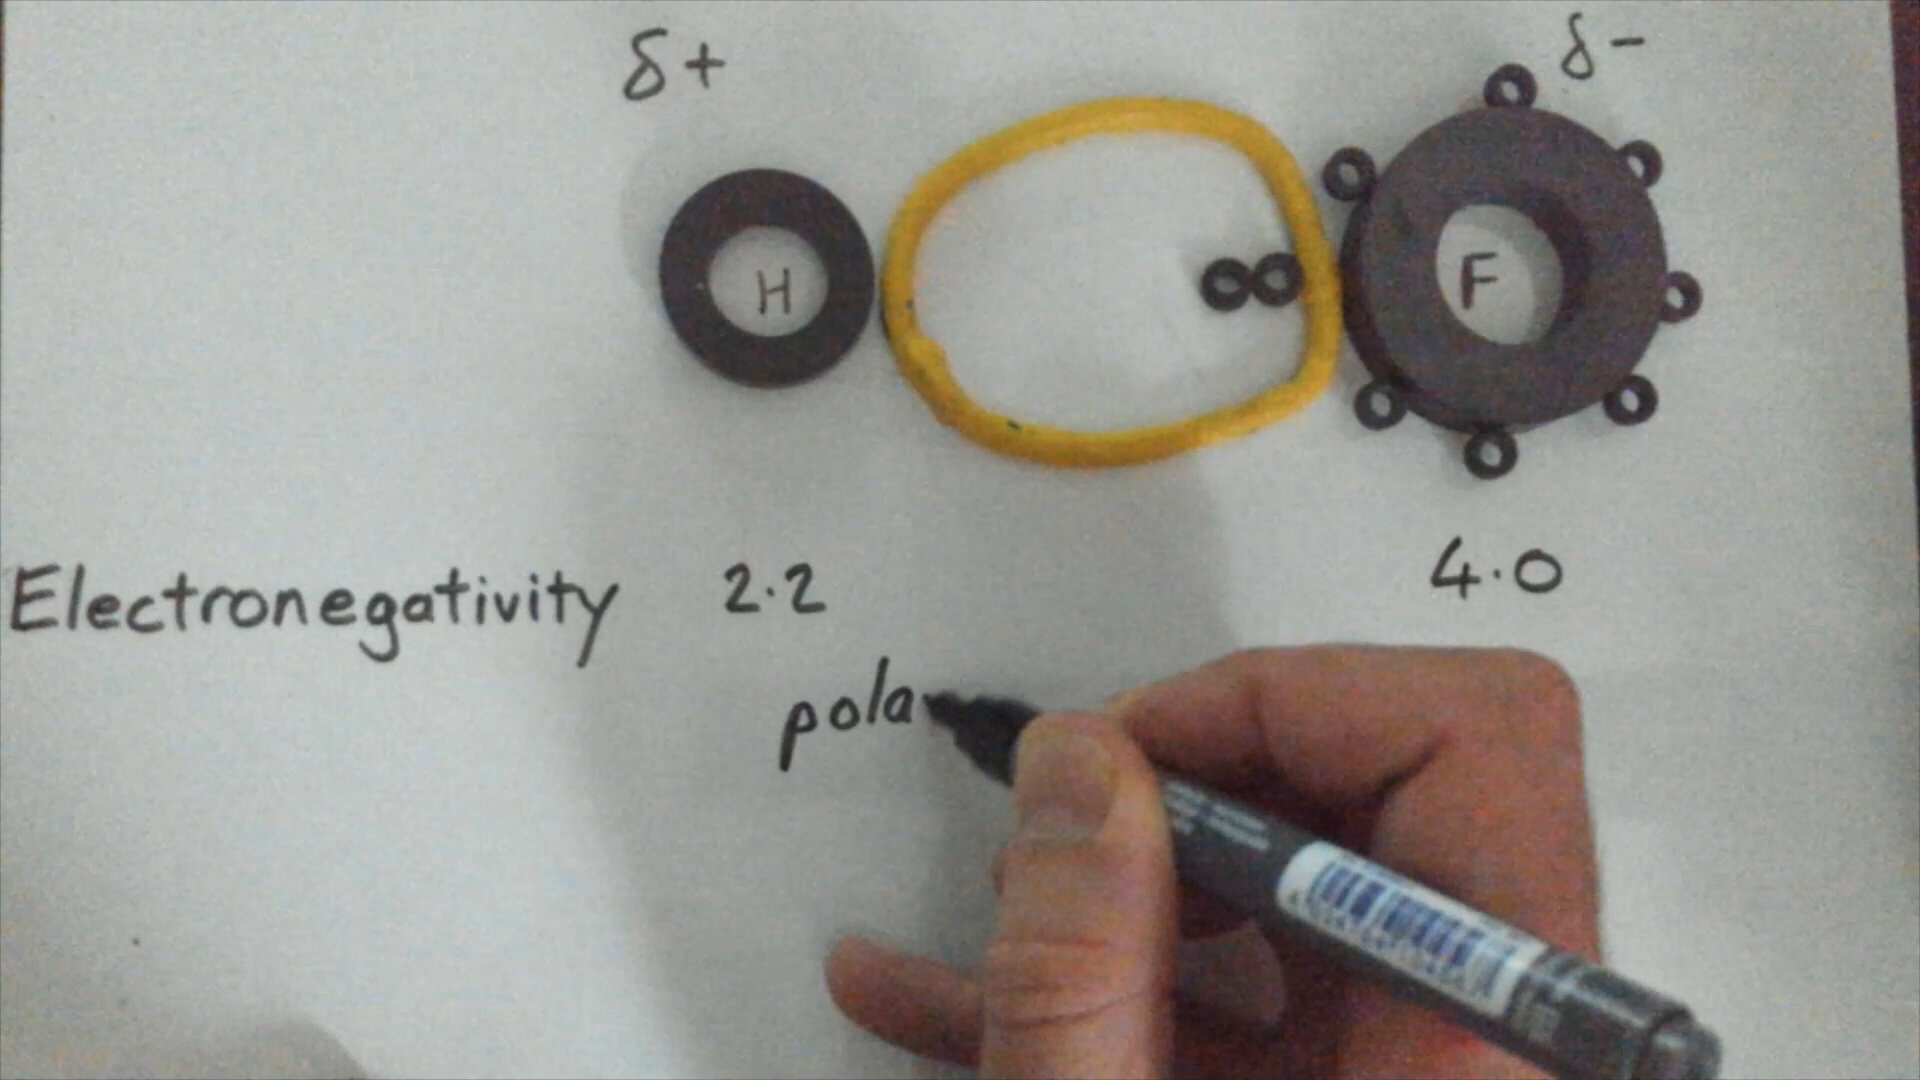 δ+ δ-
H F
Electronegativity 2.2 4.0
pola